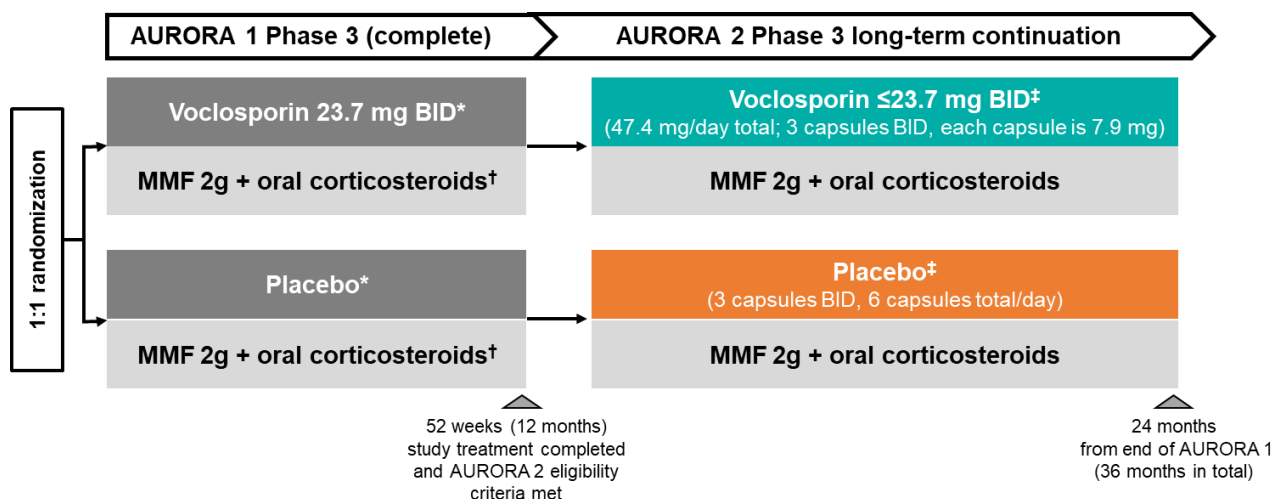 AURORA 1 Phase 3 (complete)
AURORA 2 Phase 3 long-term continuation
1:1 randomization
Voclosporin 23.7 mg BID*
MMF 2g + oral corticosteroids†
Voclosporin ≤23.7 mg BID‡
(47.4 mg/day total; 3 capsules BID, each capsule is 7.9 mg)
MMF 2g + oral corticosteroids
Placebo*
MMF 2g + oral corticosteroids†
Placebo‡
(3 capsules BID, 6 capsules total/day)
MMF 2g + oral corticosteroids
52 weeks (12 months)
study treatment completed
and AURORA 2 eligibility
criteria met
24 months
from end of AURORA 1
(36 months in total)